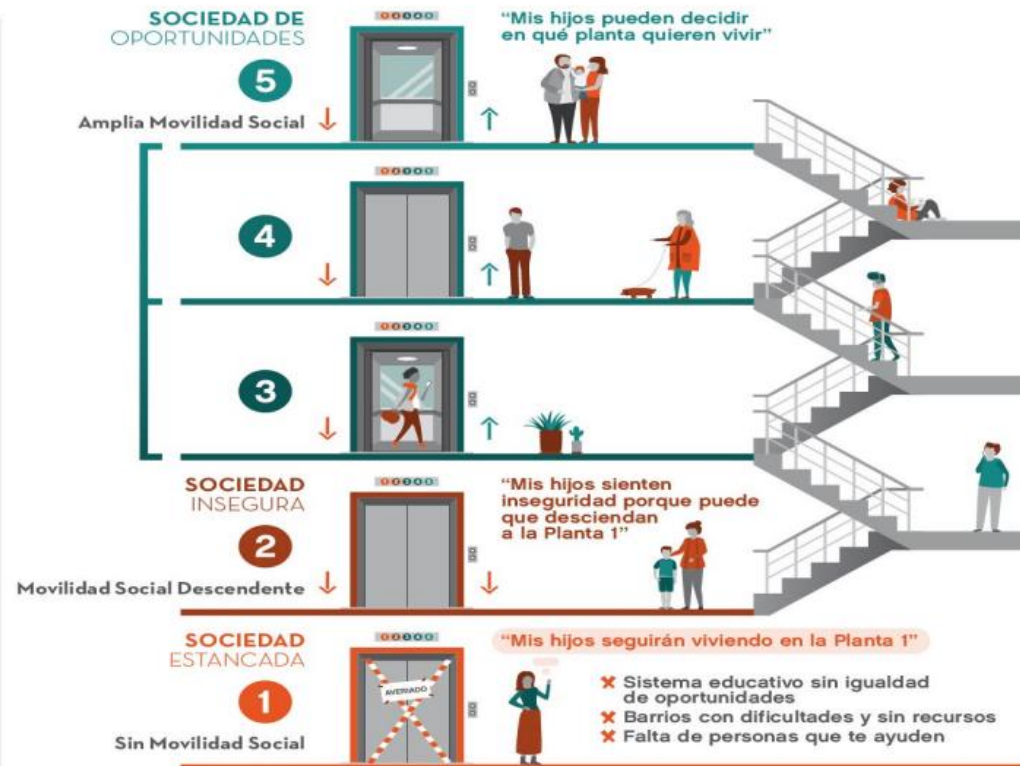 SOCIEDAD DE
OPORTUNIDADES
5
Amplia Movilidad Social
“Mis hijos pueden decidir
en qué planta quieren vivir”
4
3
SOCIEDAD
INSEGURA
2
Movilidad Social Descendente
“Mis hijos sienten
inseguridad porque puede
que desciendan
a la Planta 1”
SOCIEDAD
ESTANCADA
1
Sin Movilidad Social
AVERIADO
“Mis hijos seguirán viviendo en la Planta 1”
Sistema educativo sin igualdad
de oportunidades
Barrios con dificultades y sin recursos
Falta de personas que te ayuden